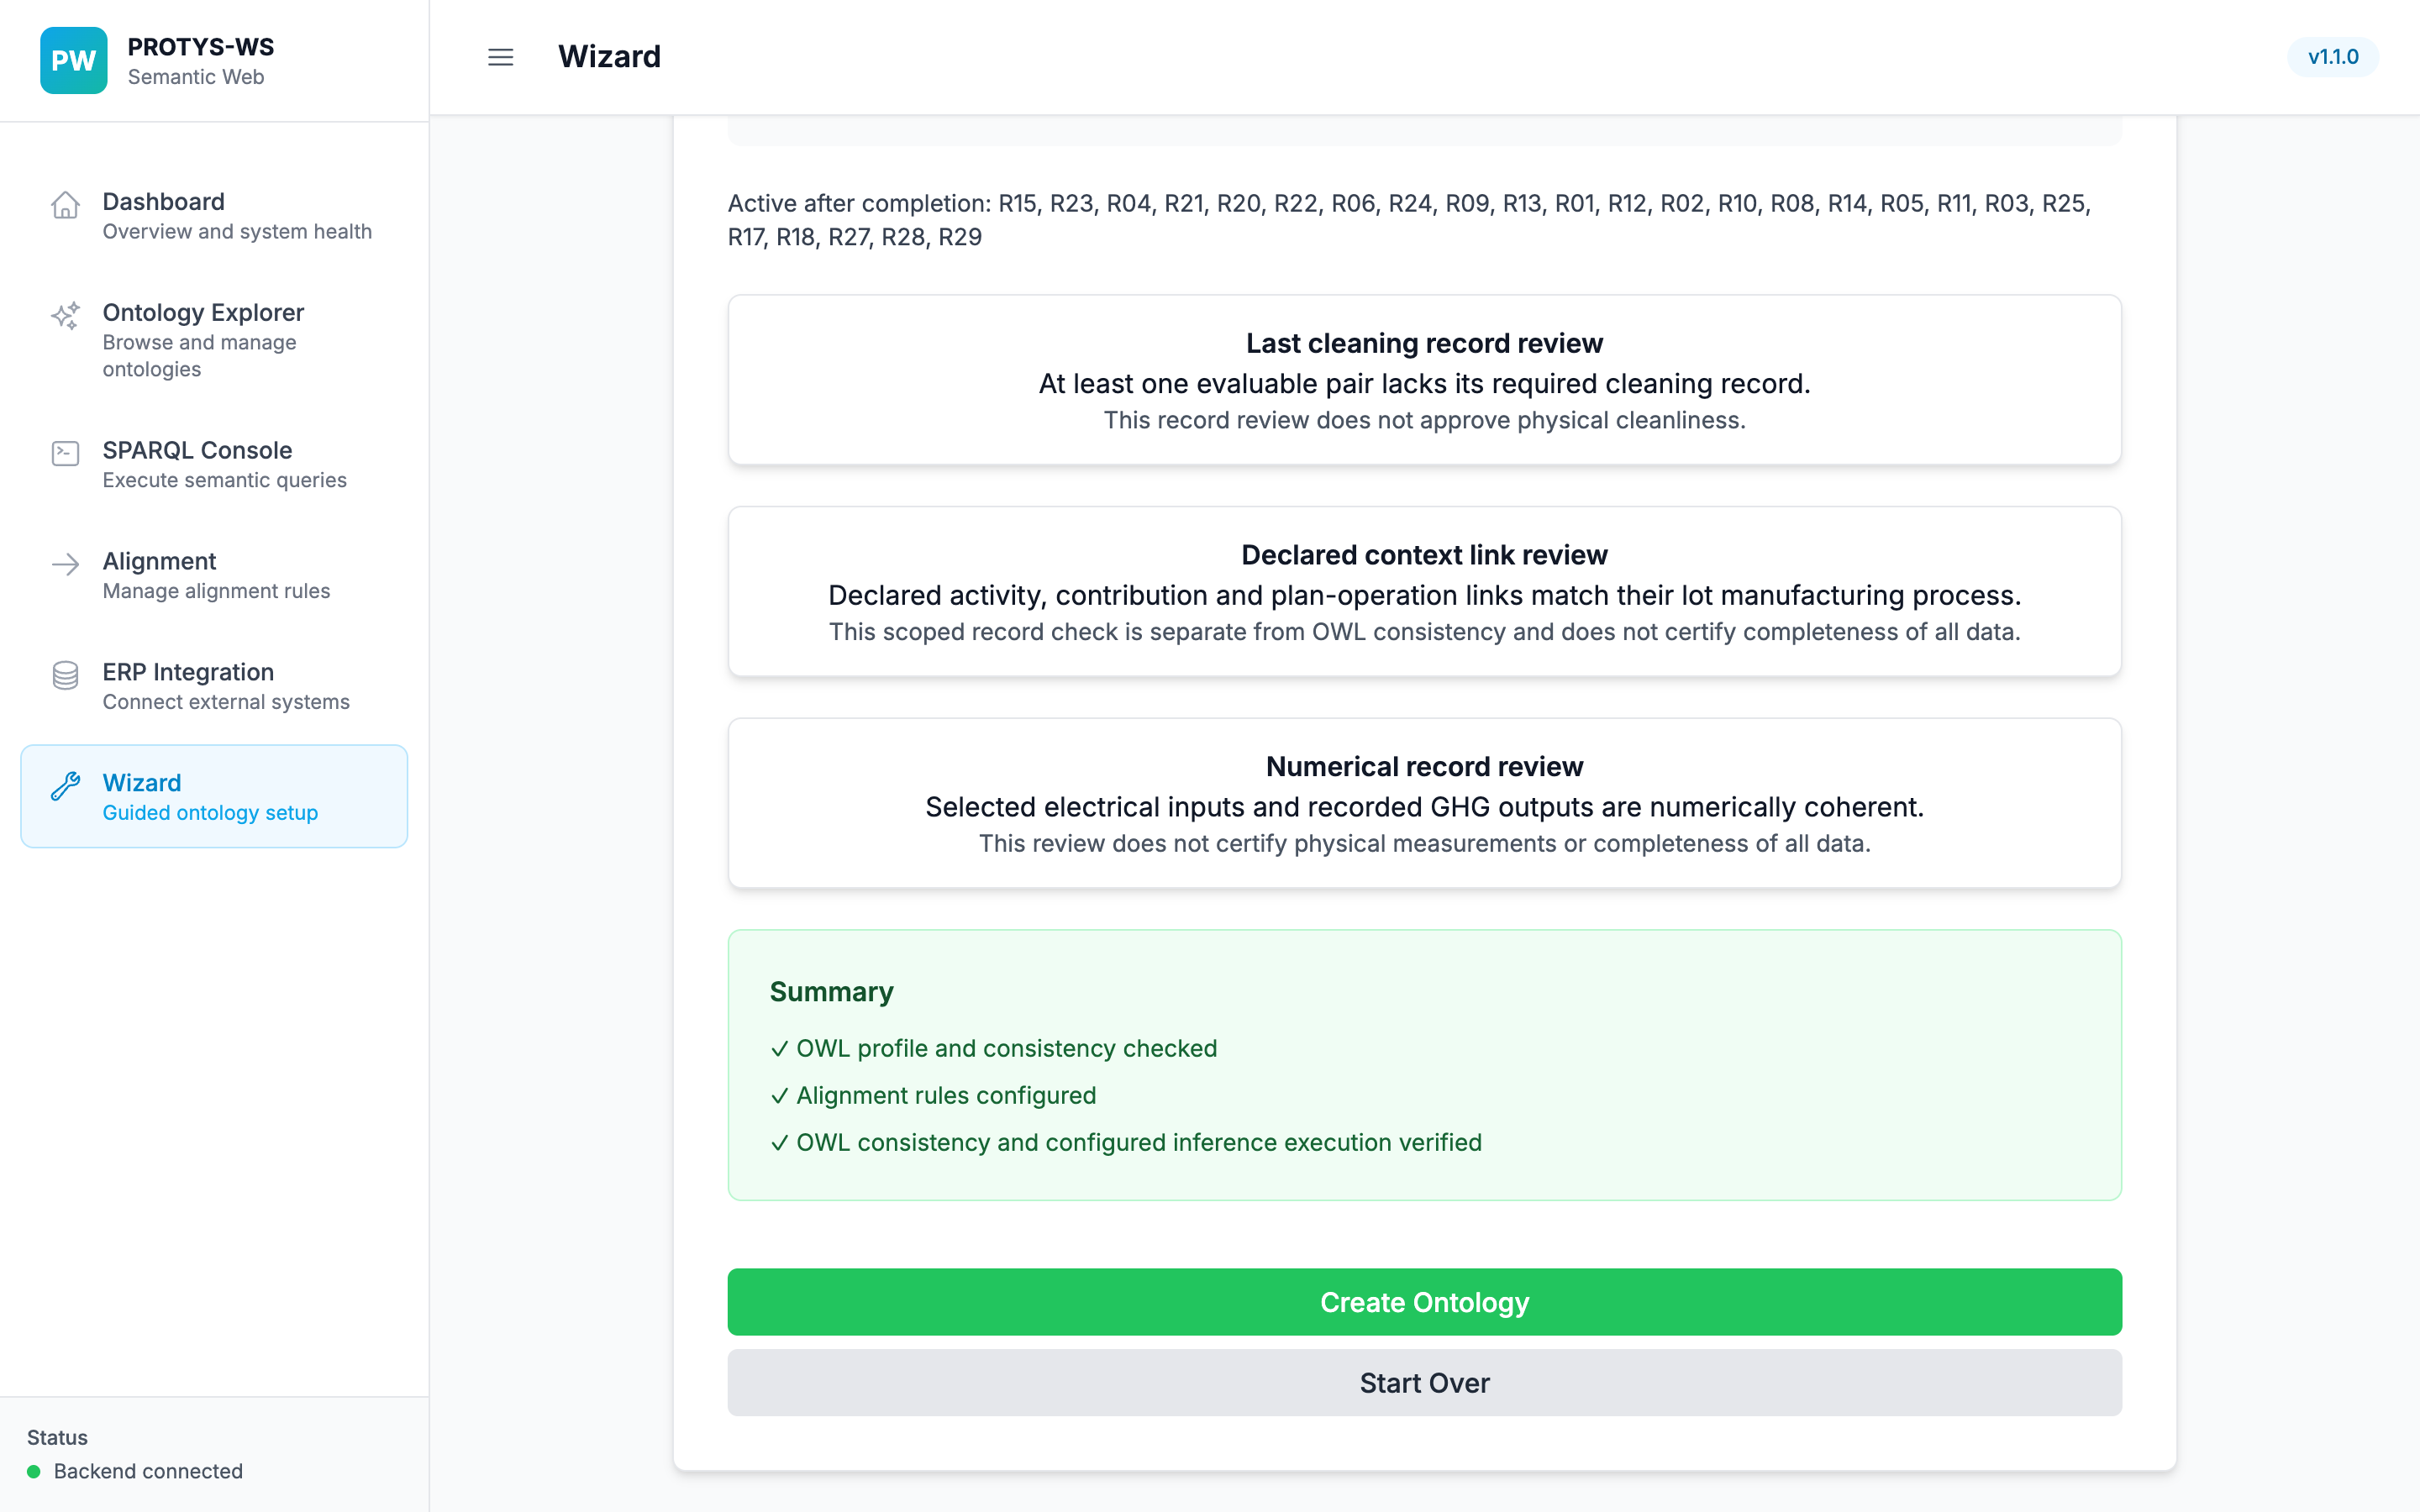 PW
PROTYS-WS
Semantic Web
Dashboard
Overview and system health
Ontology Explorer
Browse and manage
ontologies
SPARQL Console
Execute semantic queries
Alignment
Manage alignment rules
ERP Integration
Connect external systems
Wizard
Guided ontology setup
Status
Backend connected
Wizard
v1.1.0
Active after completion: R15, R23, R04, R21, R20, R22, R06, R24, R09, R13, R01, R12, R02, R10, R08, R14, R05, R11, R03, R25,
R17, R18, R27, R28, R29
Last cleaning record review
At least one evaluable pair lacks its required cleaning record.
This record review does not approve physical cleanliness.
Declared context link review
Declared activity, contribution and plan-operation links match their lot manufacturing process.
This scoped record check is separate from OWL consistency and does not certify completeness of all data.
Numerical record review
Selected electrical inputs and recorded GHG outputs are numerically coherent.
This review does not certify physical measurements or completeness of all data.
Summary
✓ OWL profile and consistency checked
✓ Alignment rules configured
✓ OWL consistency and configured inference execution verified
Create Ontology
Start Over